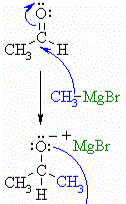 :O:
C
CH3 H
CH3—MgBr
:O: − + MgBr
C
CH3 CH3
H